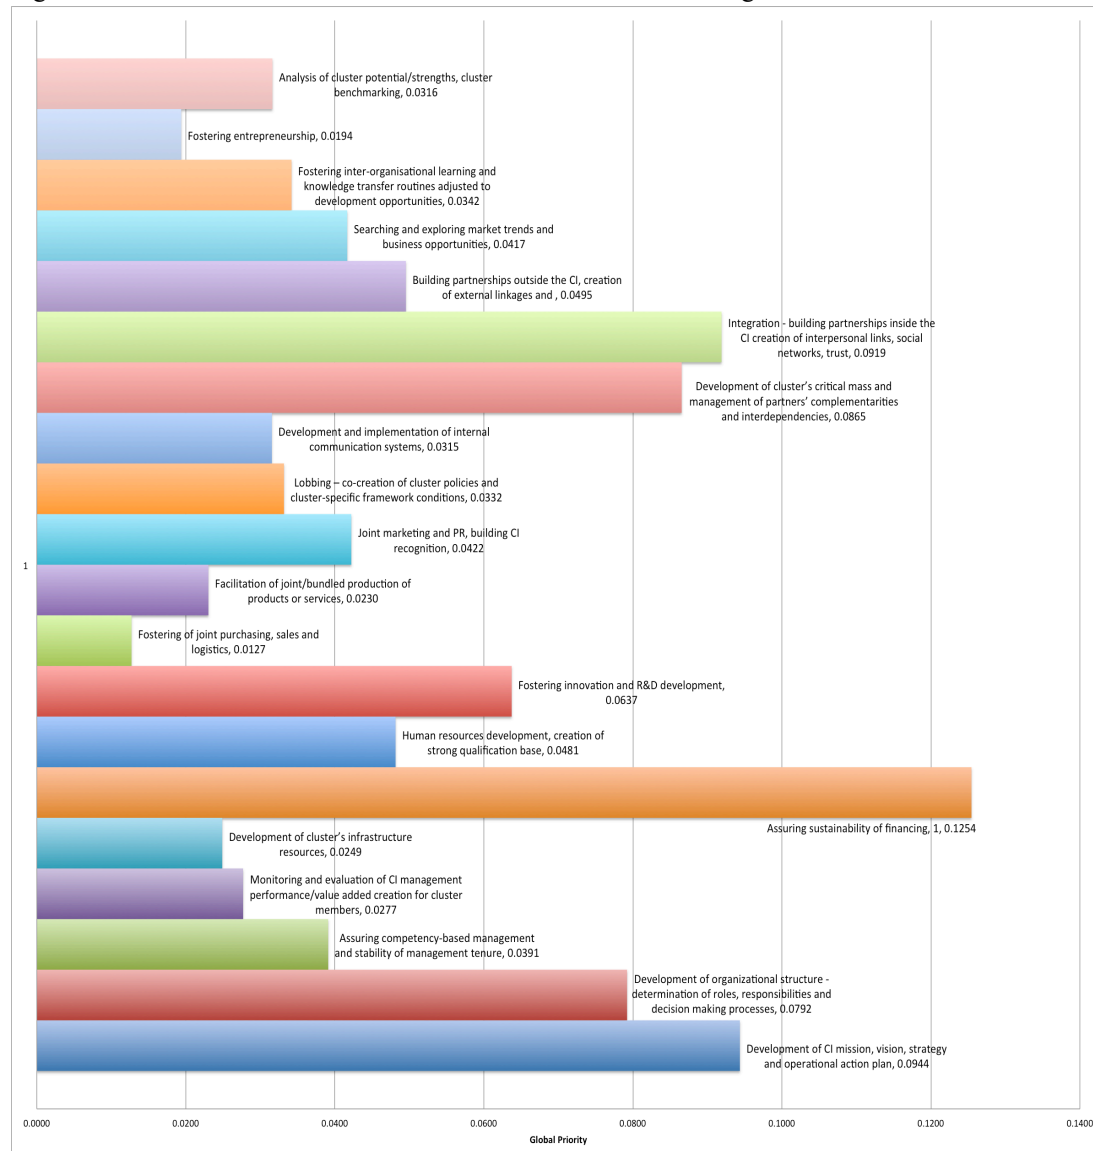 Analysis of cluster potential/strengths, cluster
benchmarking, 0.0316
Fostering entrepreneurship, 0.0194
Fostering inter-organisational learning and
knowledge transfer routines adjusted to
development opportunities, 0.0342
Searching and exploring market trends and
business opportunities, 0.0417
Building partnerships outside the CI, creation
of external linkages and , 0.0495
Integration - building partnerships inside the
CI creation of interpersonal links, social
networks, trust, 0.0919
Development of cluster’s critical mass and
management of partners’ complementarities
and interdependencies, 0.0865
Development and implementation of internal
communication systems, 0.0315
Lobbing – co-creation of cluster policies and
cluster-specific framework conditions, 0.0332
Joint marketing and PR, building CI
recognition, 0.0422
1
Facilitation of joint/bundled production of
products or services, 0.0230
Fostering of joint purchasing, sales and
logistics, 0.0127
Fostering innovation and R&D development,
0.0637
Human resources development, creation of
strong qualification base, 0.0481
Assuring sustainability of financing, 1, 0.1254
Development of cluster’s infrastructure
resources, 0.0249
Monitoring and evaluation of CI management
performance/value added creation for cluster
members, 0.0277
Assuring competency-based management
and stability of management tenure, 0.0391
Development of organizational structure -
determination of roles, responsibilities and
decision making processes, 0.0792
Development of CI mission, vision, strategy
and operational action plan, 0.0944
0.0000 0.0200 0.0400 0.0600 0.0800 0.1000 0.1200 0.1400
Global Priority